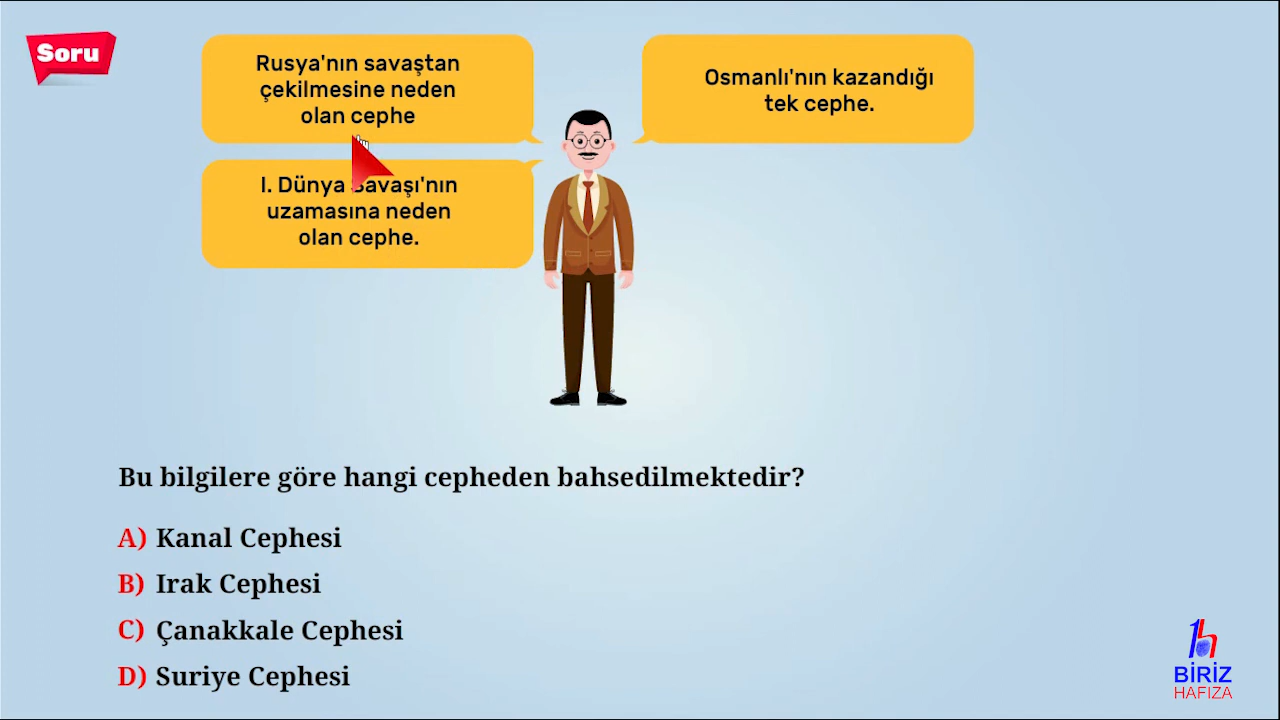 Soru
Rusya'nın savaştan
çekilmesine neden
olan cephe
Osmanlı'nın kazandığı
tek cephe.
I. Dünya Savaşı'nın
uzamasına neden
olan cephe.
Bu bilgilere göre hangi cepheden bahsedilmektedir?
A) Kanal Cephesi
B) Irak Cephesi
C) Çanakkale Cephesi
D) Suriye Cephesi
1h
BİRİZ
HAFIZA